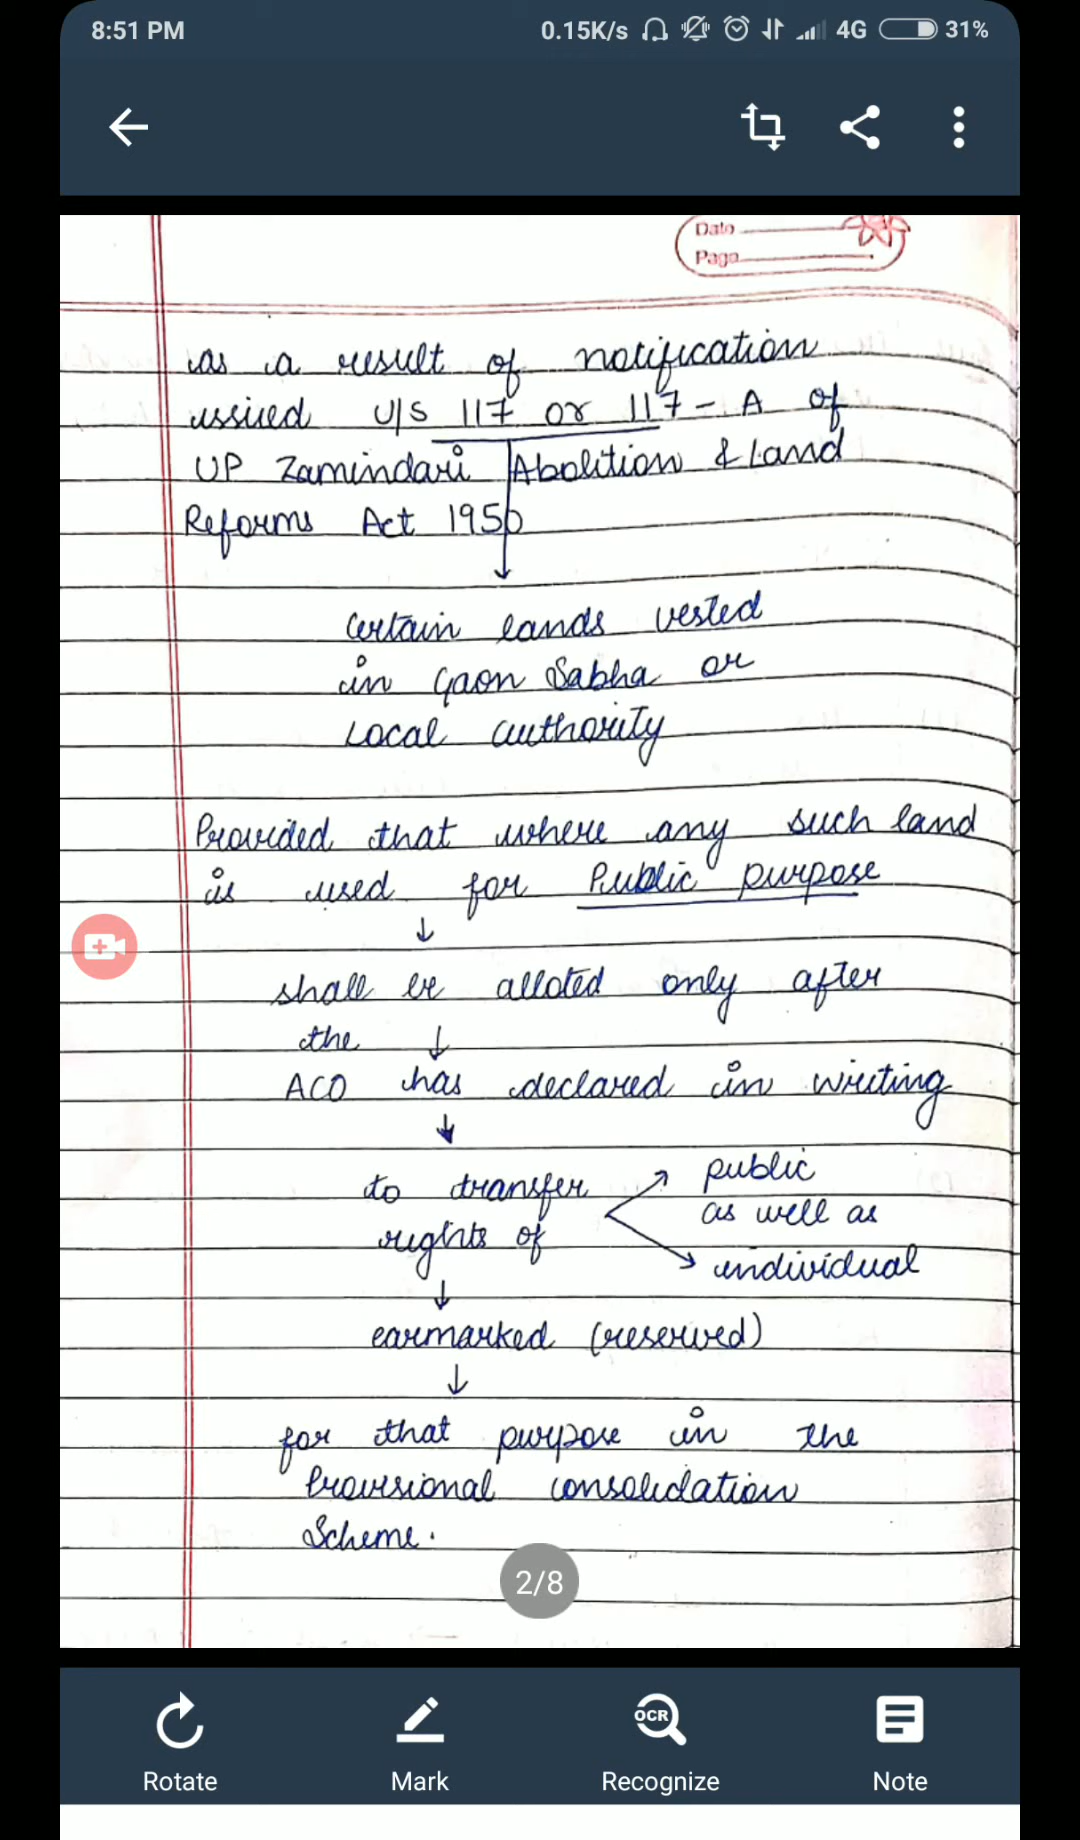 8:51 PM 0.15K/s 4G 31%
Date
Page
as a result of notification
issued U/S 117 or 117-A of
UP Zamindari Abolition & Land
Reforms Act 1950
↓
Certain lands vested
in Gaon Sabha or
Local authority
Provided that where any such land
is used for Public purpose
↓
shall be alloted only after
the ↓
ACO has declared in writing
↓
to transfer public
rights of as well as
individual
↓
earmarked (reserved)
↓
for that purpose in the
Provisional consolidation
Scheme.
2/8
OCR
Rotate Mark Recognize Note